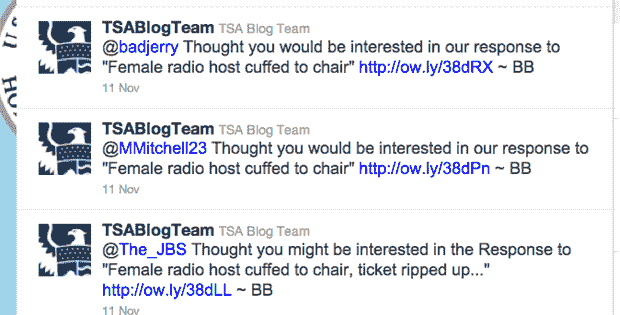 TSABlogTeam TSA Blog Team
@badjerry Thought you would be interested in our response to
"Female radio host cuffed to chair" http://ow.ly/38dRX ~ BB
11 Nov
TSABlogTeam TSA Blog Team
@MMitchell23 Thought you would be interested in our response to
"Female radio host cuffed to chair" http://ow.ly/38dPn ~ BB
11 Nov
TSABlogTeam TSA Blog Team
@The_JBS Thought you might be interested in the Response to
"Female radio host cuffed to chair, ticket ripped up..."
http://ow.ly/38dLL ~ BB
11 Nov